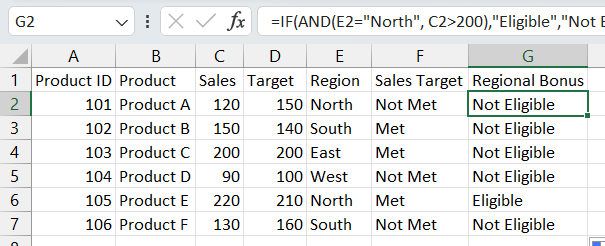 G2 fx =IF(AND(E2="North", C2>200),"Eligible","Not E
A B C D E F G
1 Product ID Product Sales Target Region Sales Target Regional Bonus
2 101 Product A 120 150 North Not Met Not Eligible
3 102 Product B 150 140 South Met Not Eligible
4 103 Product C 200 200 East Met Not Eligible
5 104 Product D 90 100 West Not Met Not Eligible
6 105 Product E 220 210 North Met Eligible
7 106 Product F 130 160 South Not Met Not Eligible